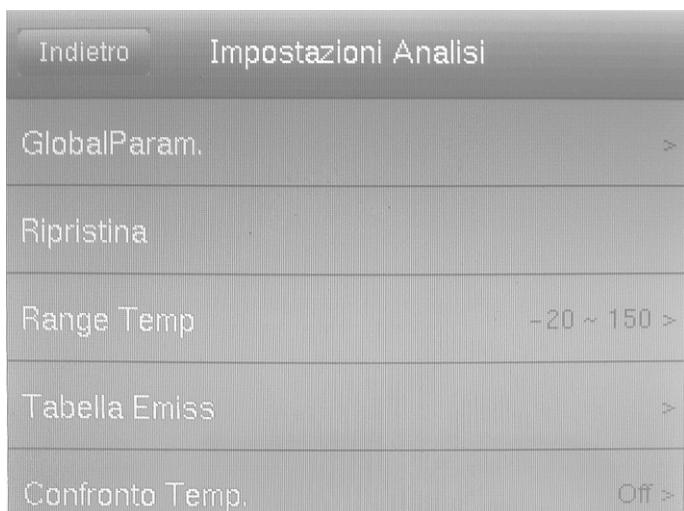 Indietro Impostazioni Analisi
GlobalParam. >
Ripristina
Range Temp -20 ~ 150 >
Tabella Emiss >
Confronto Temp. Off >